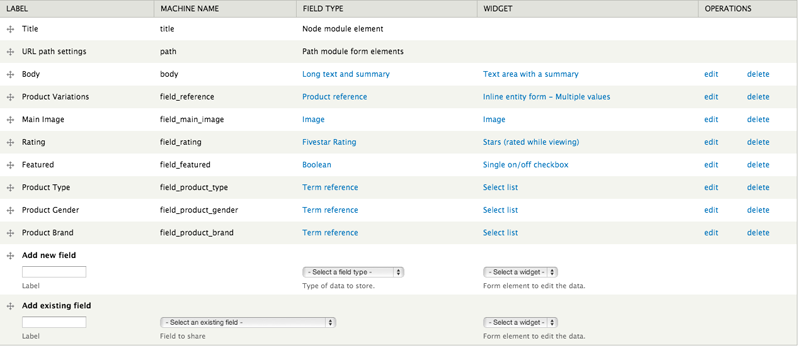 LABEL MACHINE NAME FIELD TYPE WIDGET OPERATIONS
Title title Node module element
URL path settings path Path module form elements
Body body Long text and summary Text area with a summary edit delete
Product Variations field_reference Product reference Inline entity form – Multiple values edit delete
Main Image field_main_image Image Image edit delete
Rating field_rating Fivestar Rating Stars (rated while viewing) edit delete
Featured field_featured Boolean Single on/off checkbox edit delete
Product Type field_product_type Term reference Select list edit delete
Product Gender field_product_gender Term reference Select list edit delete
Product Brand field_product_brand Term reference Select list edit delete
Add new field
- Select a field type - - Select a widget -
Label Type of data to store. Form element to edit the data.
Add existing field
- Select an existing field - - Select a widget -
Label Field to share Form element to edit the data.